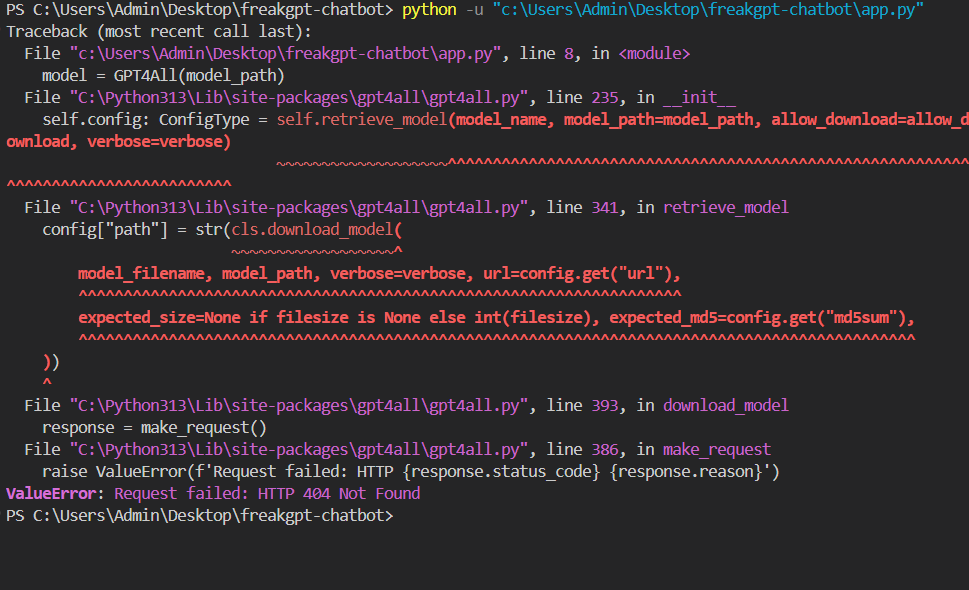 PS C:\Users\Admin\Desktop\freakgpt-chatbot> python -u "c:\Users\Admin\Desktop\freakgpt-chatbot\app.py"
Traceback (most recent call last):
  File "c:\Users\Admin\Desktop\freakgpt-chatbot\app.py", line 8, in <module>
    model = GPT4All(model_path)
  File "C:\Python313\Lib\site-packages\gpt4all\gpt4all.py", line 235, in __init__
    self.config: ConfigType = self.retrieve_model(model_name, model_path=model_path, allow_download=allow_d
ownload, verbose=verbose)
                              ~~~~~~~~~~~~~~~~~~~^^^^^^^^^^^^^^^^^^^^^^^^^^^^^^^^^^^^^^^^^^^^^^^^^^^^^^^^^^
^^^^^^^^^^^^^^^^^^^^^^^^^
  File "C:\Python313\Lib\site-packages\gpt4all\gpt4all.py", line 341, in retrieve_model
    config["path"] = str(cls.download_model(
                         ~~~~~~~~~~~~~~~~~~^
        model_filename, model_path, verbose=verbose, url=config.get("url"),
        ^^^^^^^^^^^^^^^^^^^^^^^^^^^^^^^^^^^^^^^^^^^^^^^^^^^^^^^^^^^^^^^^^^^
        expected_size=None if filesize is None else int(filesize), expected_md5=config.get("md5sum"),
        ^^^^^^^^^^^^^^^^^^^^^^^^^^^^^^^^^^^^^^^^^^^^^^^^^^^^^^^^^^^^^^^^^^^^^^^^^^^^^^^^^^^^^^^^^^^^^
    ))
    ^
  File "C:\Python313\Lib\site-packages\gpt4all\gpt4all.py", line 393, in download_model
    response = make_request()
  File "C:\Python313\Lib\site-packages\gpt4all\gpt4all.py", line 386, in make_request
    raise ValueError(f'Request failed: HTTP {response.status_code} {response.reason}')
ValueError: Request failed: HTTP 404 Not Found
PS C:\Users\Admin\Desktop\freakgpt-chatbot>